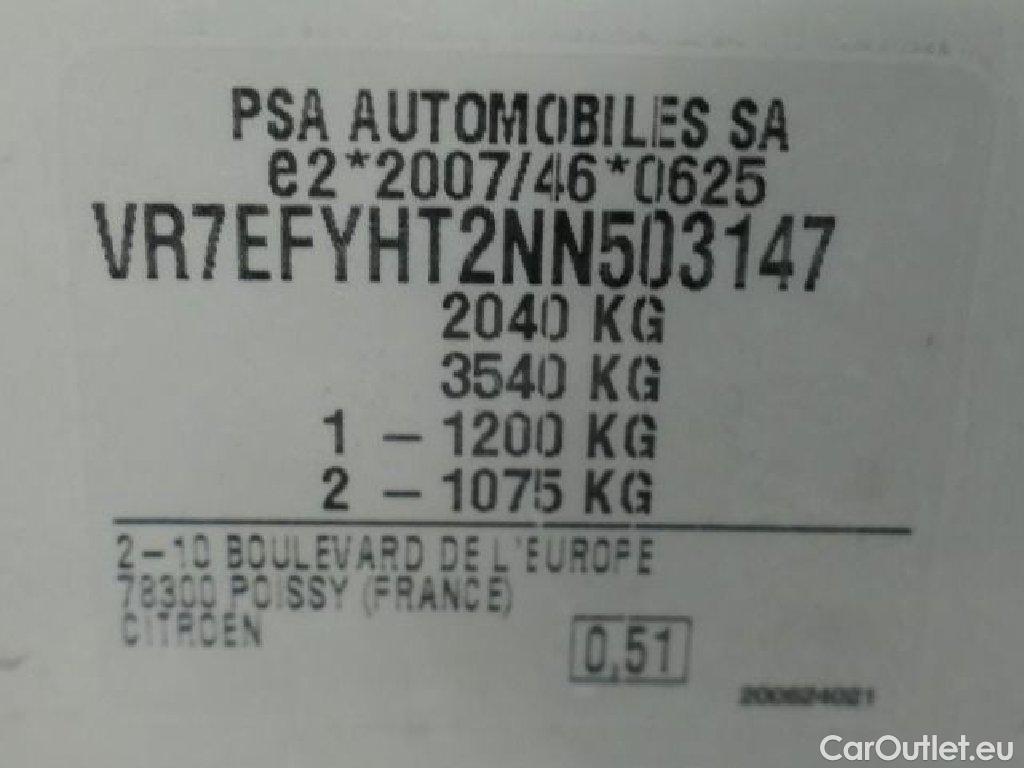 PSA AUTOMOBILES SA
e2*2007/46*0625
VR7EFYHT2NN503147
2040 KG
3540 KG
1 - 1200 KG
2 - 1075 KG
2-10 BOULEVARD DE L'EUROPE
78300 POISSY (FRANCE)
CITROEN
0,51
CarOutlet.eu